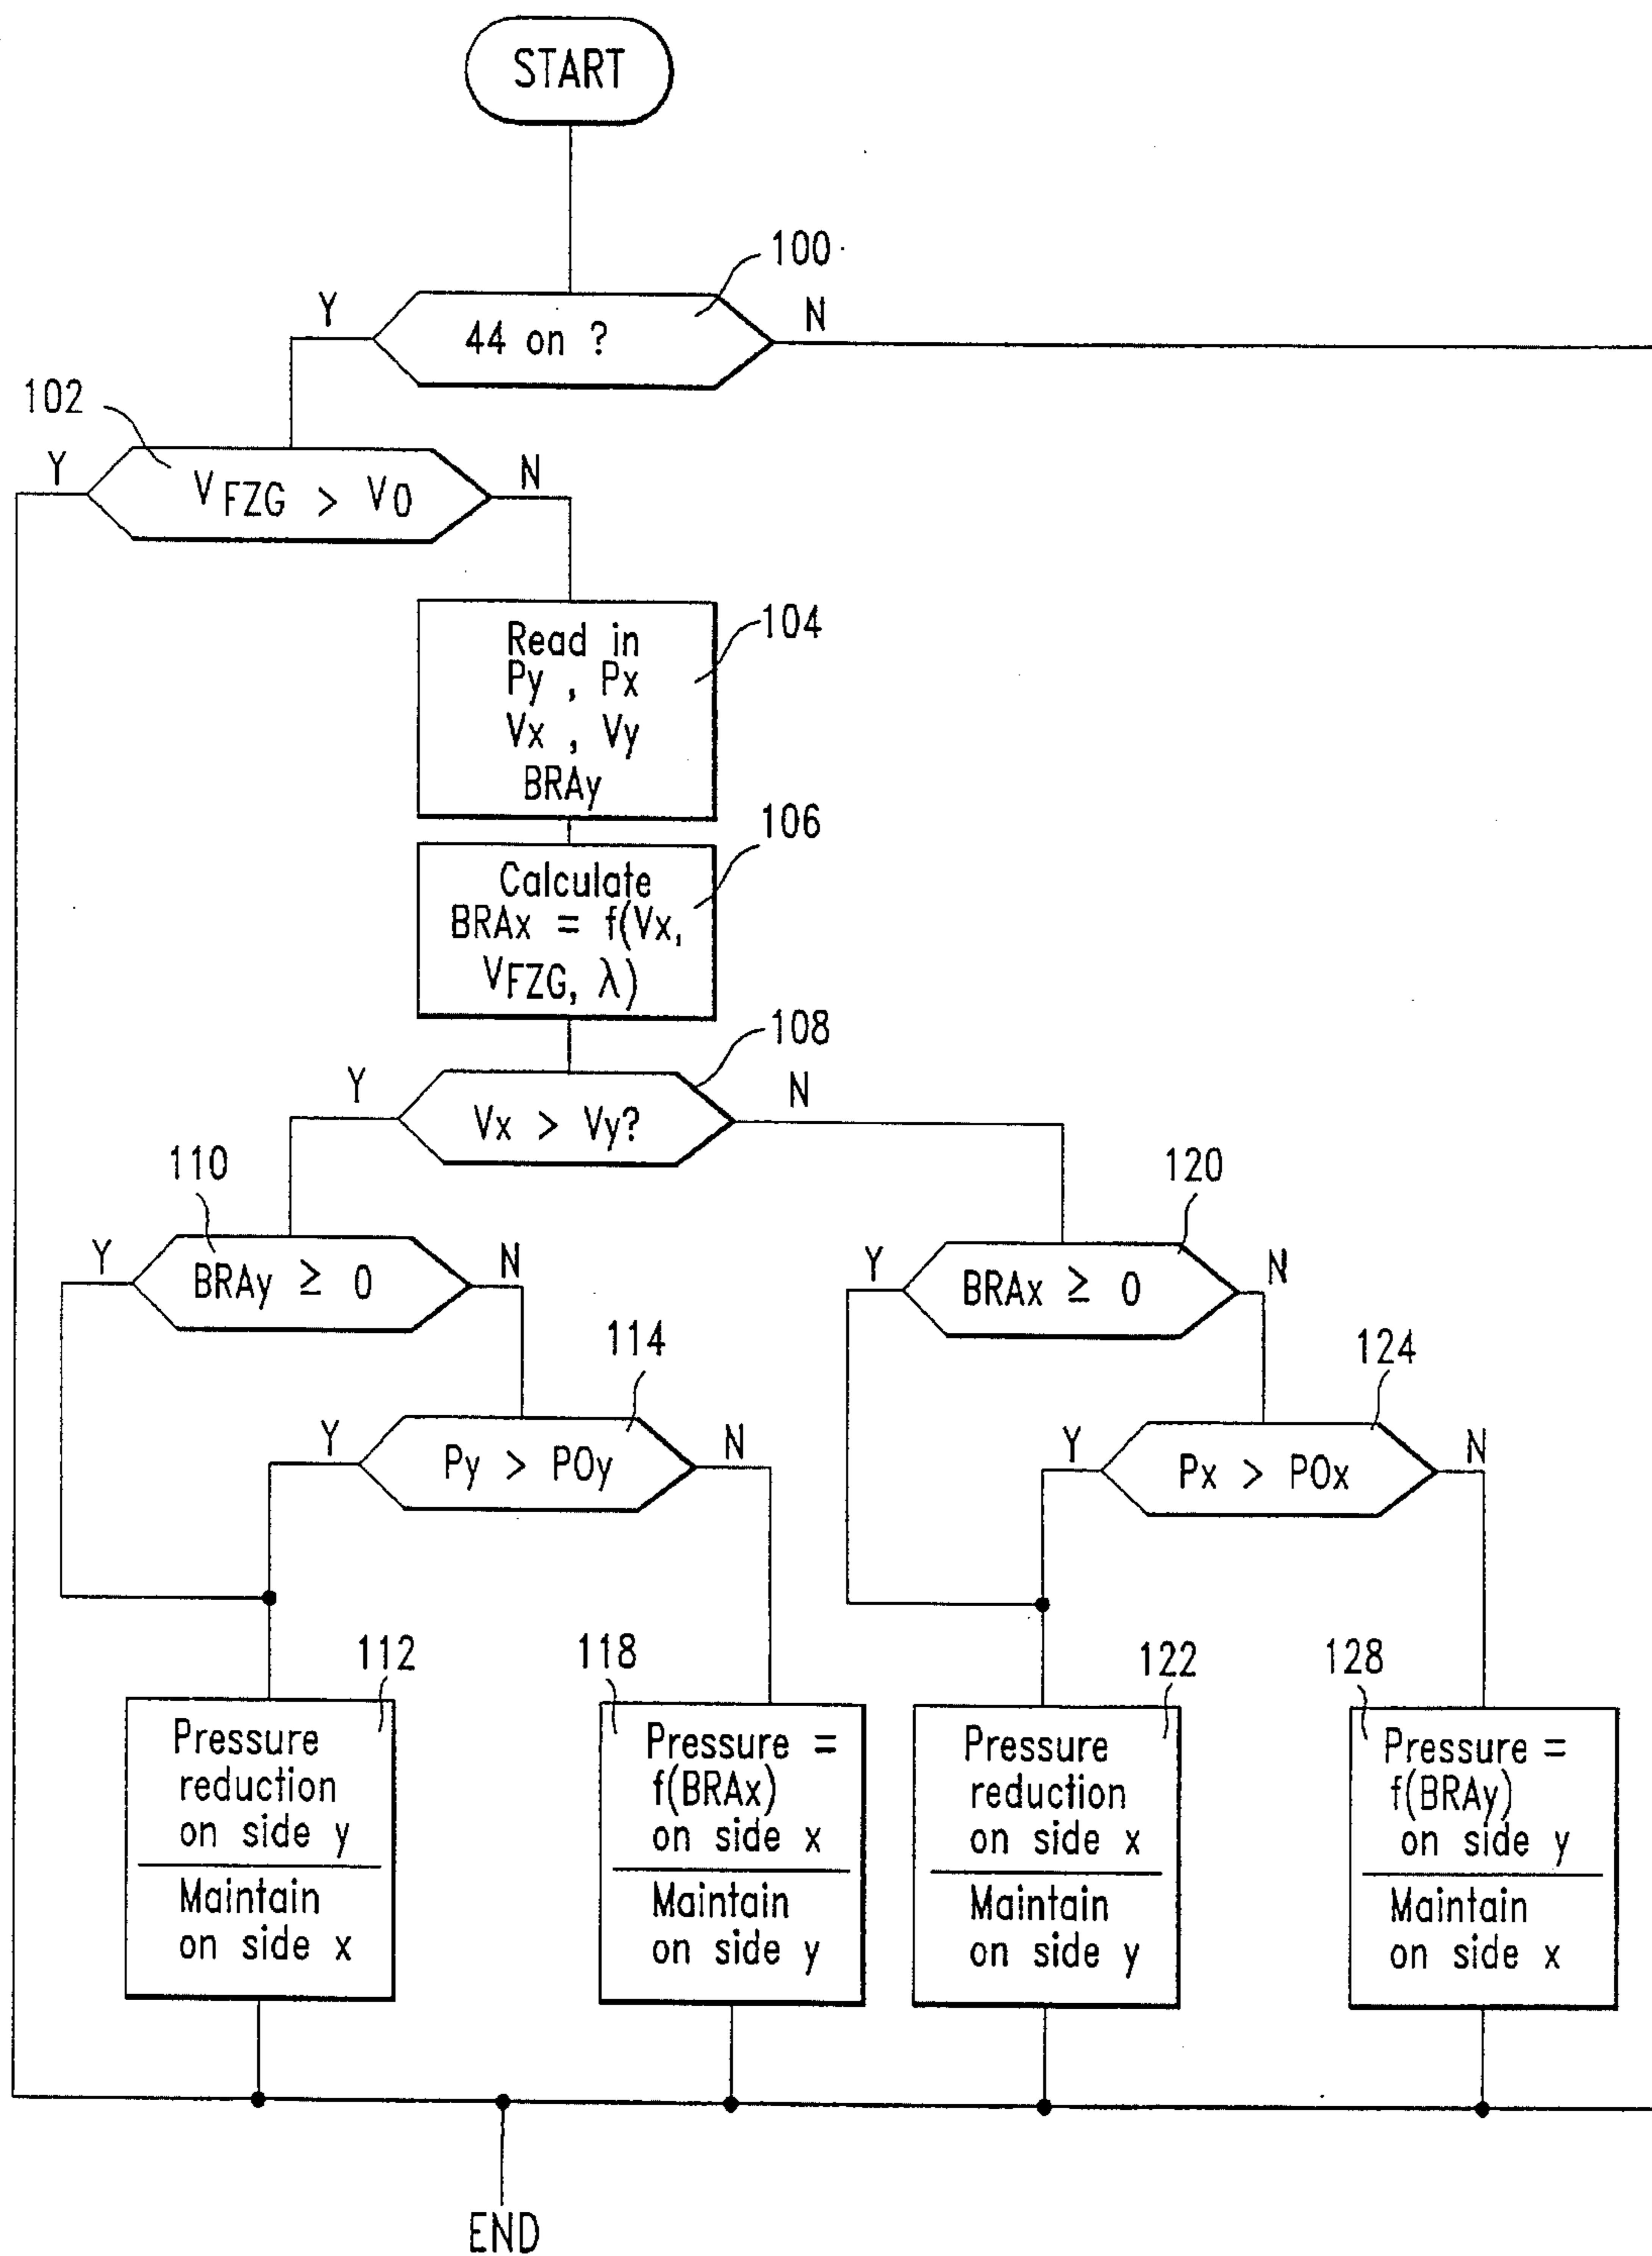 START
100
Y
44 on ?
N
102
Y
VFZG > V0
N
104
Read in
Py , Px
Vx , Vy
BRAy
106
Calculate
BRAx = f(Vx,
VFZG, λ)
108
Y
Vx > Vy?
N
110
Y
BRAy ≥ 0
N
120
Y
BRAx ≥ 0
N
114
Y
Py > POy
N
124
Y
Px > POx
N
112
Pressure
reduction
on side y
Maintain
on side x
118
Pressure =
f(BRAx)
on side x
Maintain
on side y
122
Pressure
reduction
on side x
Maintain
on side y
128
Pressure =
f(BRAy)
on side y
Maintain
on side x
END